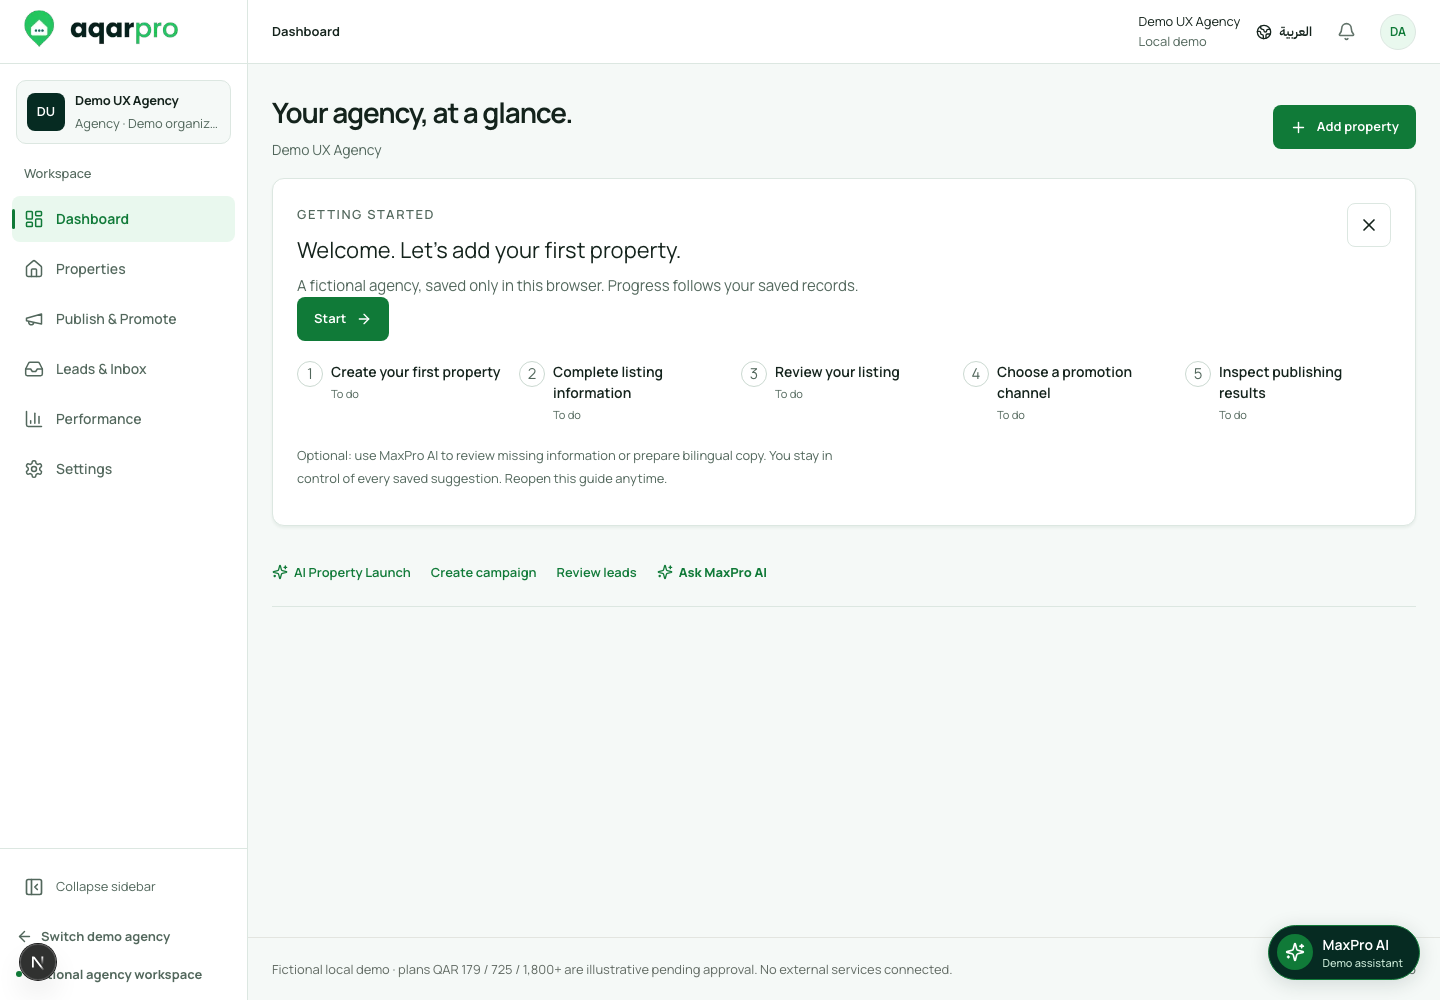 aqarpro
Dashboard
Demo UX Agency
Local demo
العربية
DA
DU
Demo UX Agency
Agency · Demo organiz...
Workspace
Dashboard
Properties
Publish & Promote
Leads & Inbox
Performance
Settings
Collapse sidebar
Switch demo agency
N
ional agency workspace
Your agency, at a glance.
Demo UX Agency
Add property
GETTING STARTED
Welcome. Let's add your first property.
A fictional agency, saved only in this browser. Progress follows your saved records.
Start
1 Create your first property
To do
2 Complete listing
information
To do
3 Review your listing
To do
4 Choose a promotion
channel
To do
5 Inspect publishing
results
To do
Optional: use MaxPro AI to review missing information or prepare bilingual copy. You stay in
control of every saved suggestion. Reopen this guide anytime.
AI Property Launch
Create campaign
Review leads
Ask MaxPro AI
Fictional local demo · plans QAR 179 / 725 / 1,800+ are illustrative pending approval. No external services connected.
MaxPro AI
Demo assistant